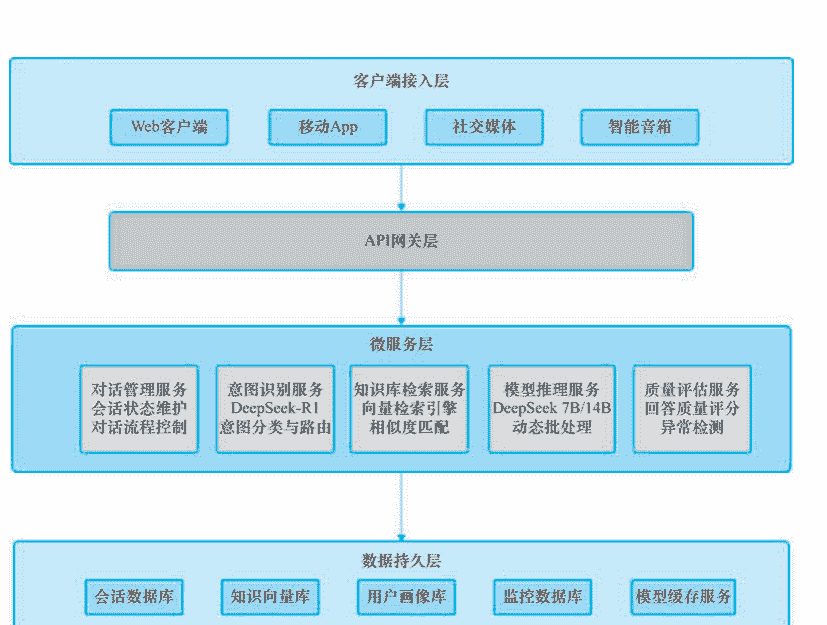 客户端接入层
Web客户端
移动App
社交媒体
智能音箱
API网关层
微服务层
对话管理服务
会话状态维护
对话流程控制
意图识别服务
DeepSeek-R1
意图分类与路由
知识库检索服务
向量检索引擎
相似度匹配
模型推理服务
DeepSeek 7B/14B
动态批处理
质量评估服务
回答质量评分
异常检测
数据持久层
会话数据库
知识向量库
用户画像库
监控数据库
模型缓存服务